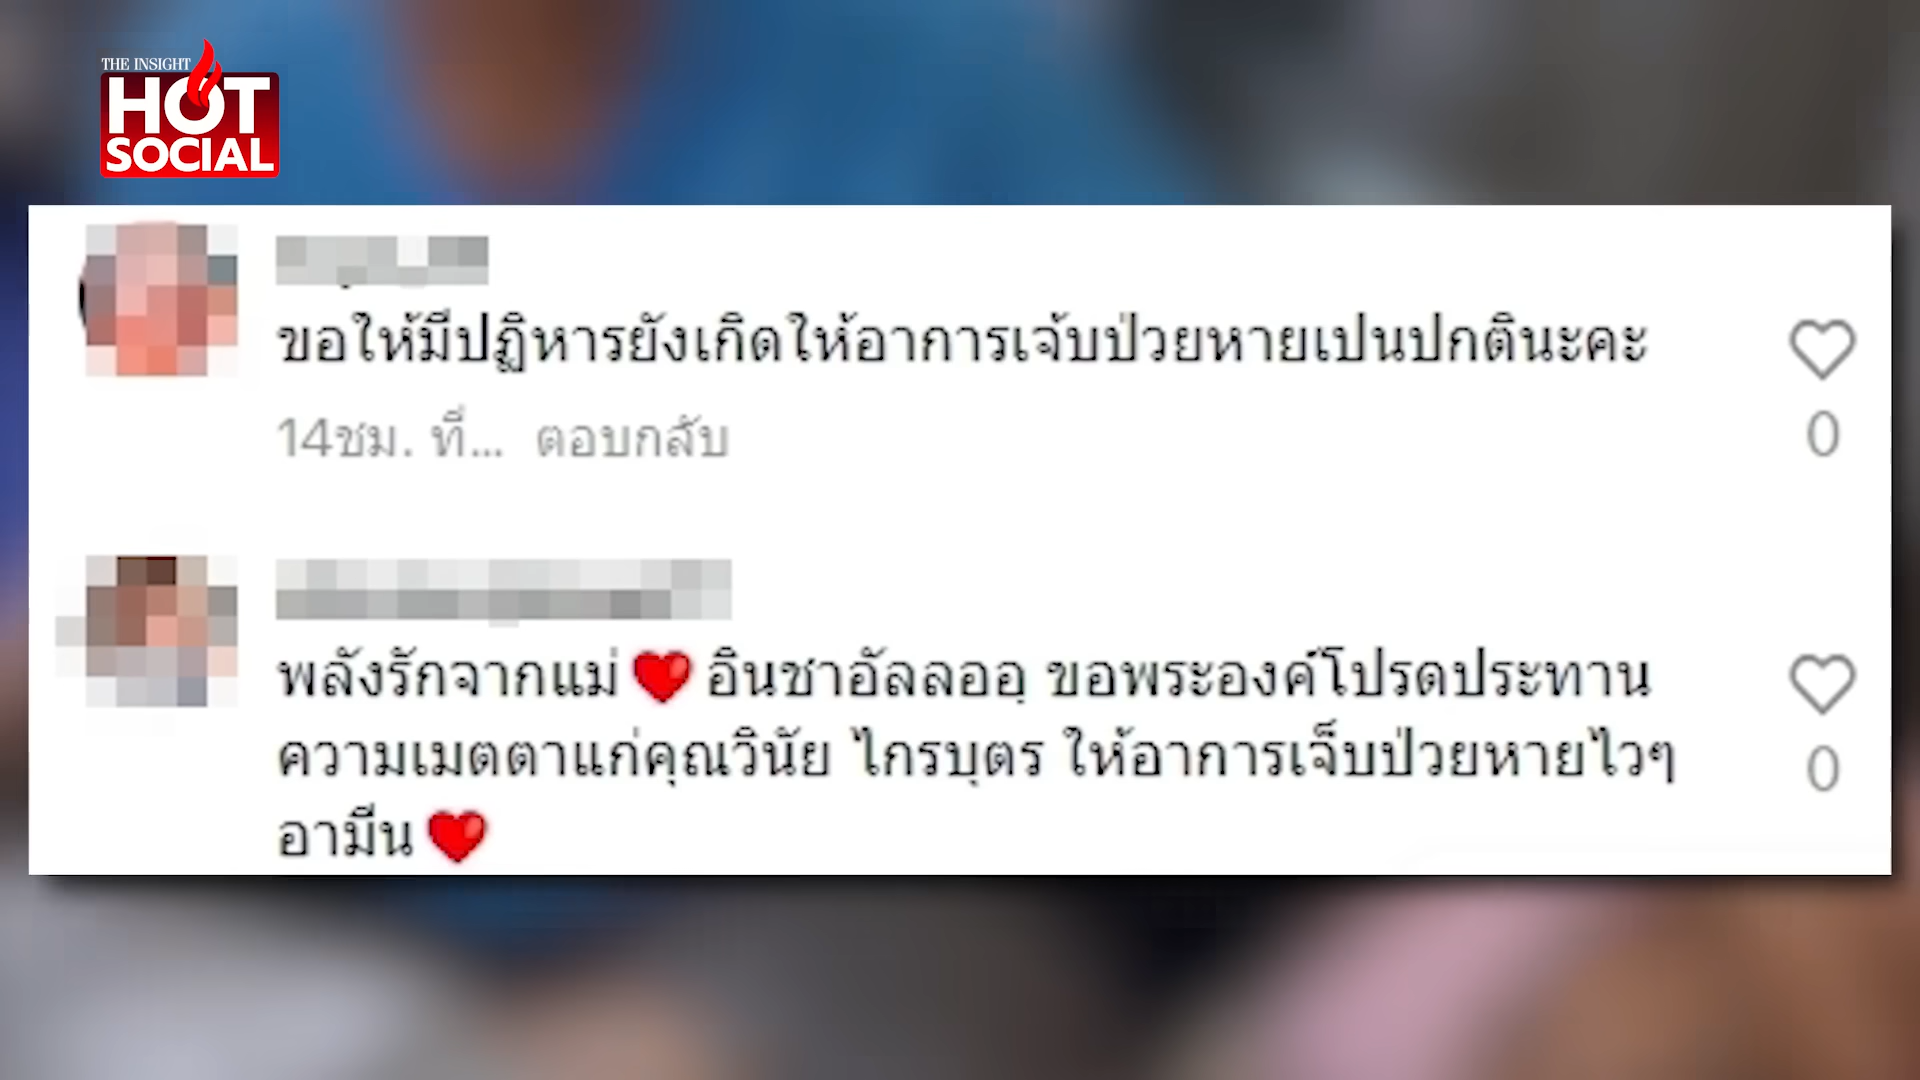 THE INSIGHT
HOT
SOCIAL
ขอให้มีปฏิหารยังเกิดให้อาการเจ้บป่วยหายเปนปกตินะคะ
14ชม. ที่... ตอบกลับ
0
พลังรักจากแม่ ❤️ อินชาอัลลออฺ ขอพระองค์โปรดประทาน
ความเมตตาแก่คุณวินัย ไกรบุตร ให้อาการเจ็บป่วยหายไวๆ
0
อามีน ❤️